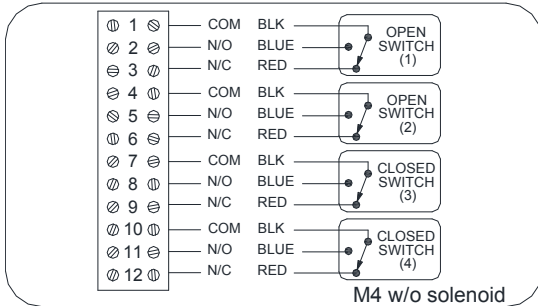 1 COM BLK
2 N/O BLUE
3 N/C RED
OPEN
SWITCH
(1)
4 COM BLK
5 N/O BLUE
6 N/C RED
OPEN
SWITCH
(2)
7 COM BLK
8 N/O BLUE
9 N/C RED
CLOSED
SWITCH
(3)
10 COM BLK
11 N/O BLUE
12 N/C RED
CLOSED
SWITCH
(4)
M4 w/o solenoid